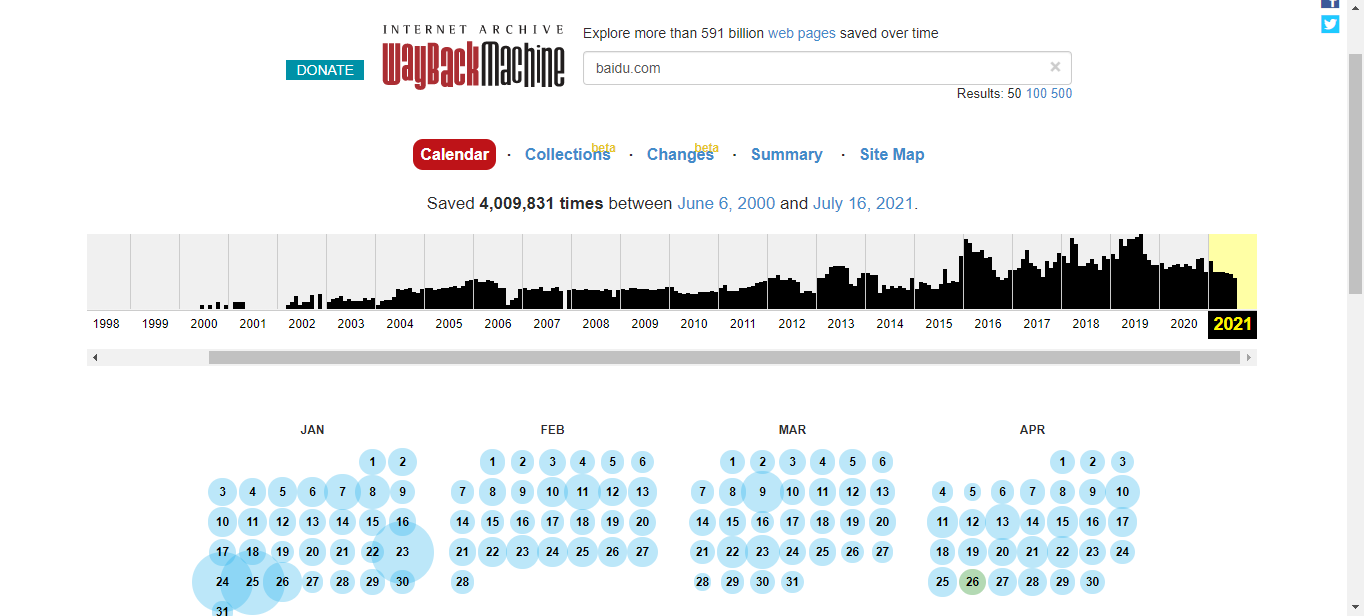 INTERNET ARCHIVE
WayBackMachine
DONATE
Explore more than 591 billion web pages saved over time
baidu.com ×
Results: 50 100 500
Calendar · Collections beta · Changes beta · Summary · Site Map
Saved 4,009,831 times between June 6, 2000 and July 16, 2021.
1998 1999 2000 2001 2002 2003 2004 2005 2006 2007 2008 2009 2010 2011 2012 2013 2014 2015 2016 2017 2018 2019 2020 2021
JAN
1 2
3 4 5 6 7 8 9
10 11 12 13 14 15 16
17 18 19 20 21 22 23
24 25 26 27 28 29 30
31
FEB
1 2 3 4 5 6
7 8 9 10 11 12 13
14 15 16 17 18 19 20
21 22 23 24 25 26 27
28
MAR
1 2 3 4 5 6
7 8 9 10 11 12 13
14 15 16 17 18 19 20
21 22 23 24 25 26 27
28 29 30 31
APR
1 2 3
4 5 6 7 8 9 10
11 12 13 14 15 16 17
18 19 20 21 22 23 24
25 26 27 28 29 30